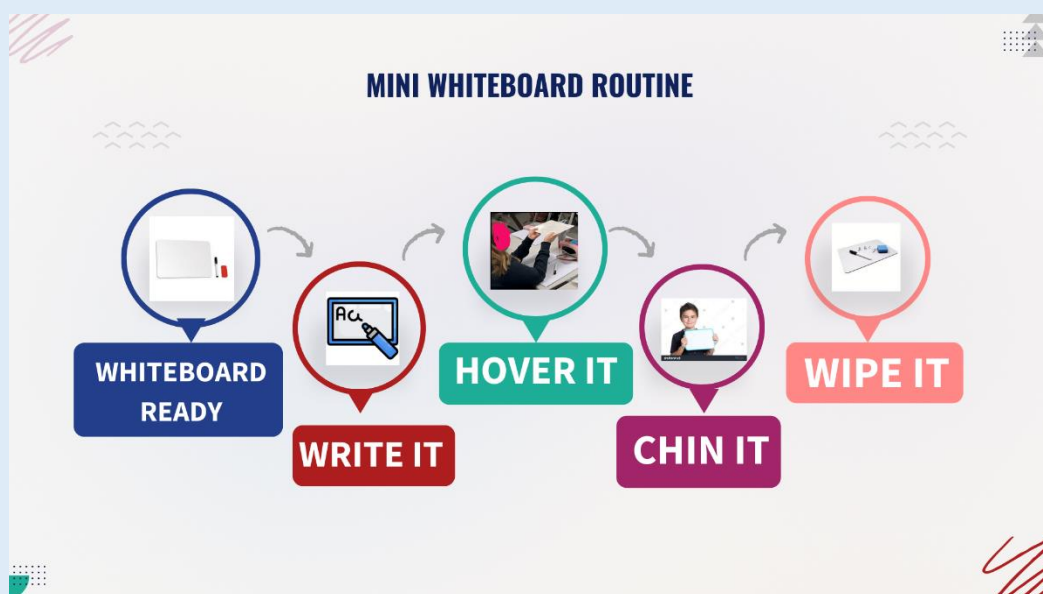 MINI WHITEBOARD ROUTINE
WHITEBOARD
READY
WRITE IT
HOVER IT
CHIN IT
WIPE IT